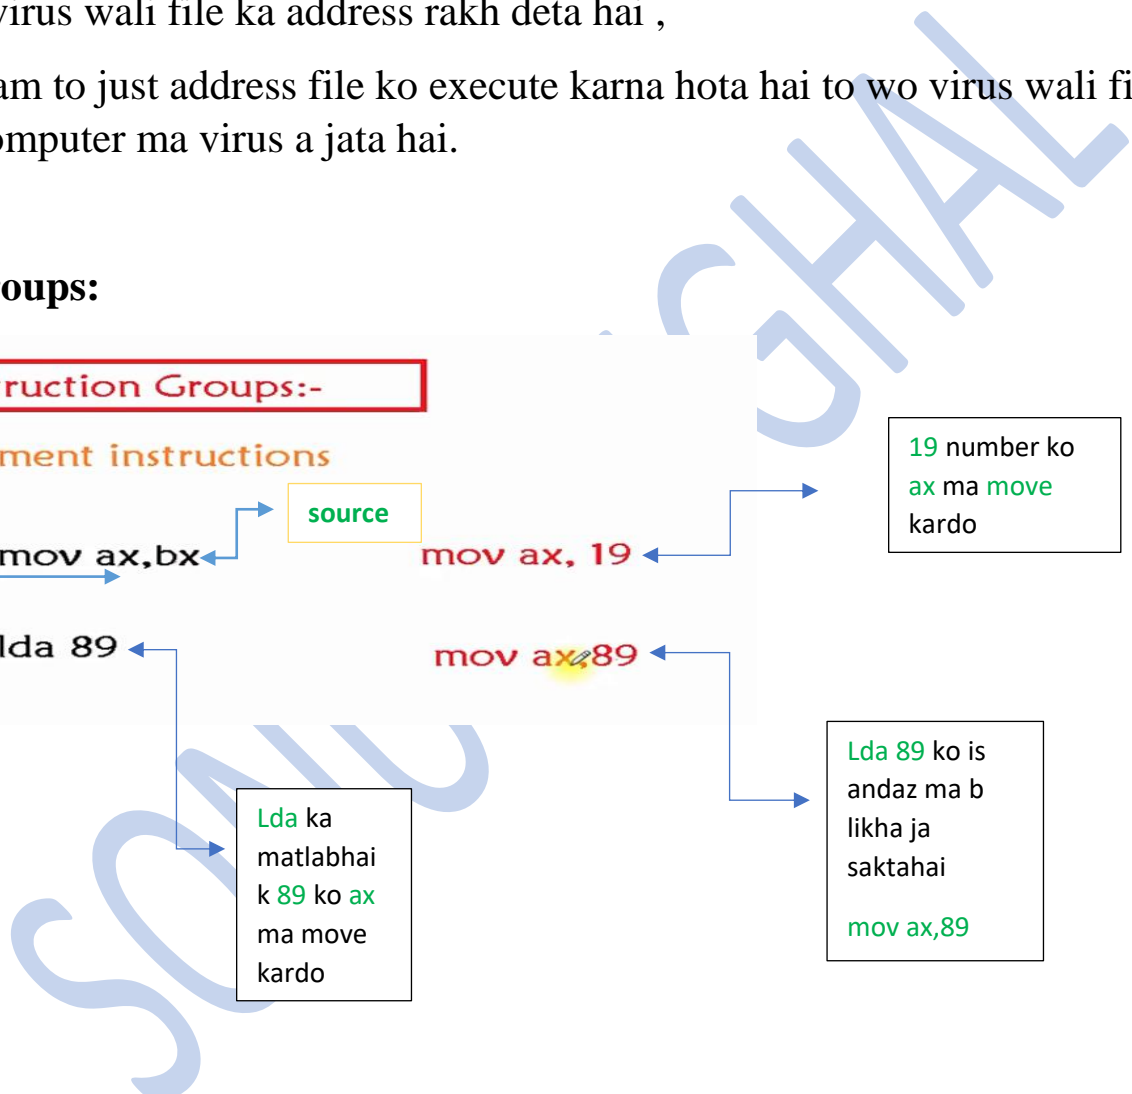 virus wali file ka address rakh deta hai ,
am to just address file ko execute karna hota hai to wo virus wali fi
omputer ma virus a jata hai.
oups:
ruction Groups:-
ment instructions
source
mov ax,bx
mov ax, 19
19 number ko
ax ma move
kardo
lda 89
mov ax,89
Lda ka
matlabhai
k 89 ko ax
ma move
kardo
Lda 89 ko is
andaz ma b
likha ja
saktahai
mov ax,89